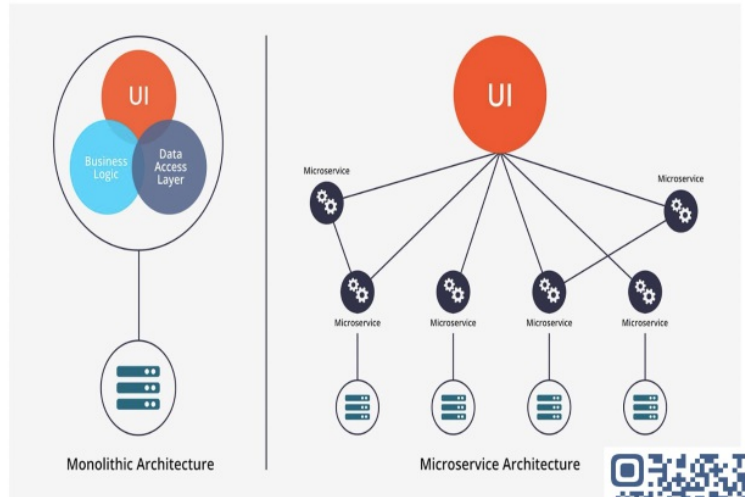 UI
Business
Logic
Data
Access
Layer
Monolithic Architecture
UI
Microservice
Microservice
Microservice
Microservice
Microservice
Microservice
Microservice Architecture